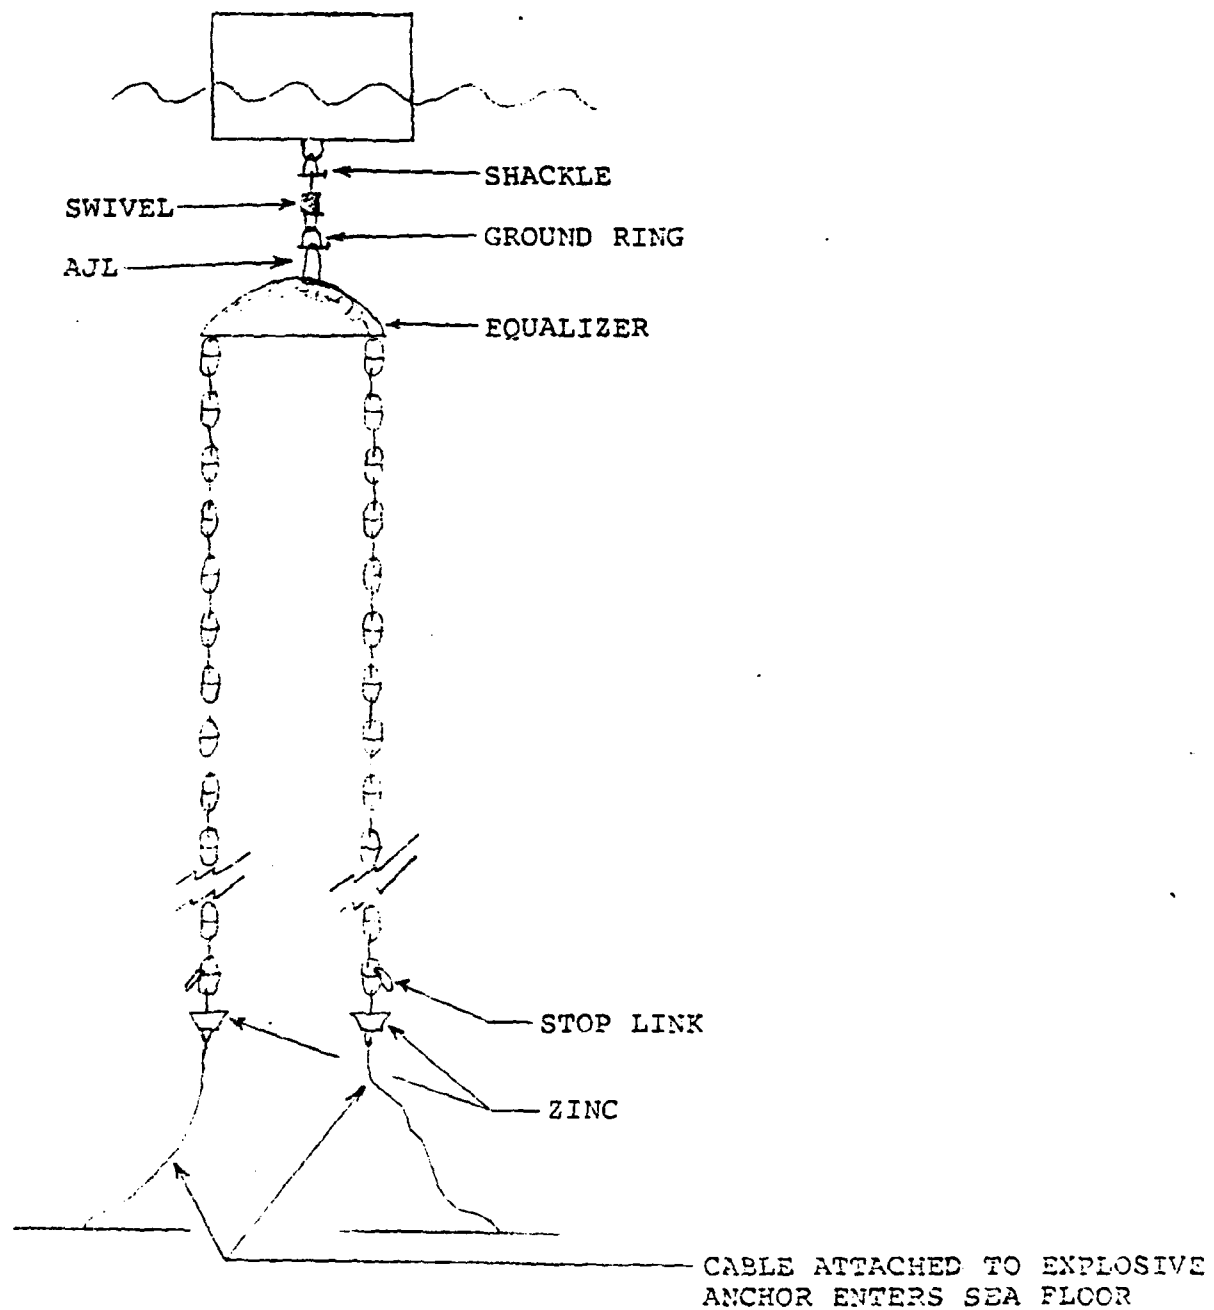 SHACKLE
SWIVEL
GROUND RING
AJL
EQUALIZER
STOP LINK
ZINC
CABLE ATTACHED TO EXPLOSIVE
ANCHOR ENTERS SEA FLOOR